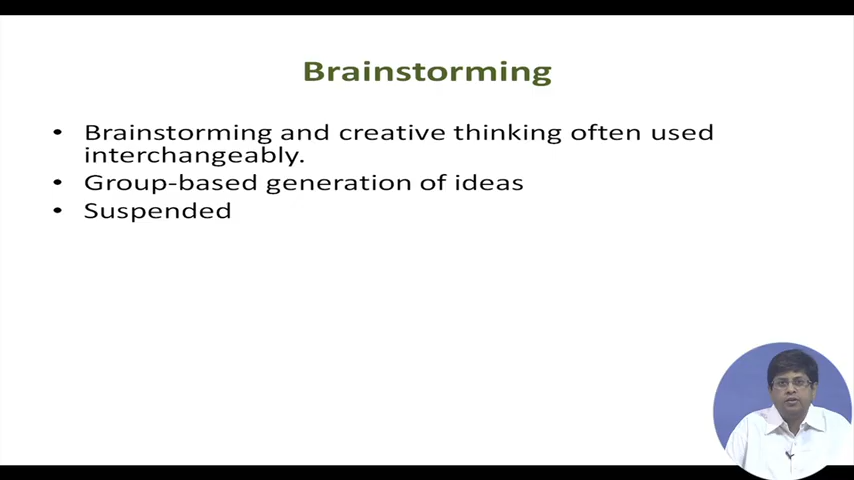 Brainstorming
• Brainstorming and creative thinking often used
interchangeably.
• Group-based generation of ideas
• Suspended